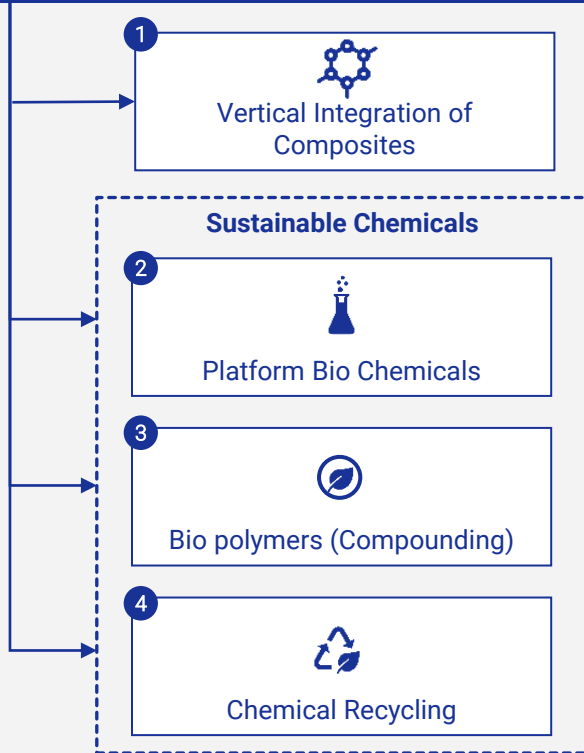 1
Vertical Integration of
Composites
Sustainable Chemicals
2
Platform Bio Chemicals
3
Bio polymers (Compounding)
4
Chemical Recycling